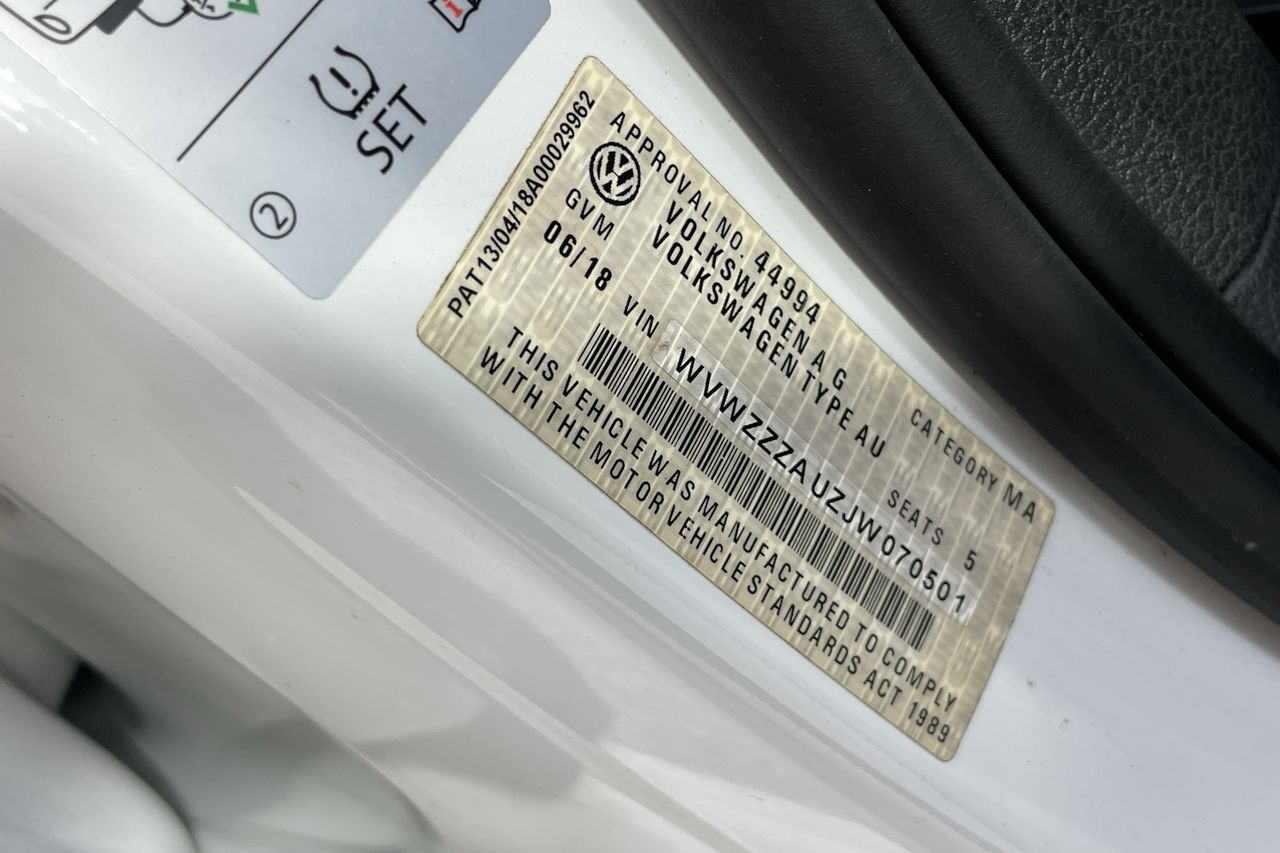 SET
2
PAT13/04/18A00029962
APPROVAL NO. 44994
VOLKSWAGEN A G
VOLKSWAGEN TYPE AU
CATEGORY MA
GVM
06/18
SEATS 5
VIN WVWZZZAUZJW070501
THIS VEHICLE WAS MANUFACTURED TO COMPLY
WITH THE MOTOR VEHICLE STANDARDS ACT 1989